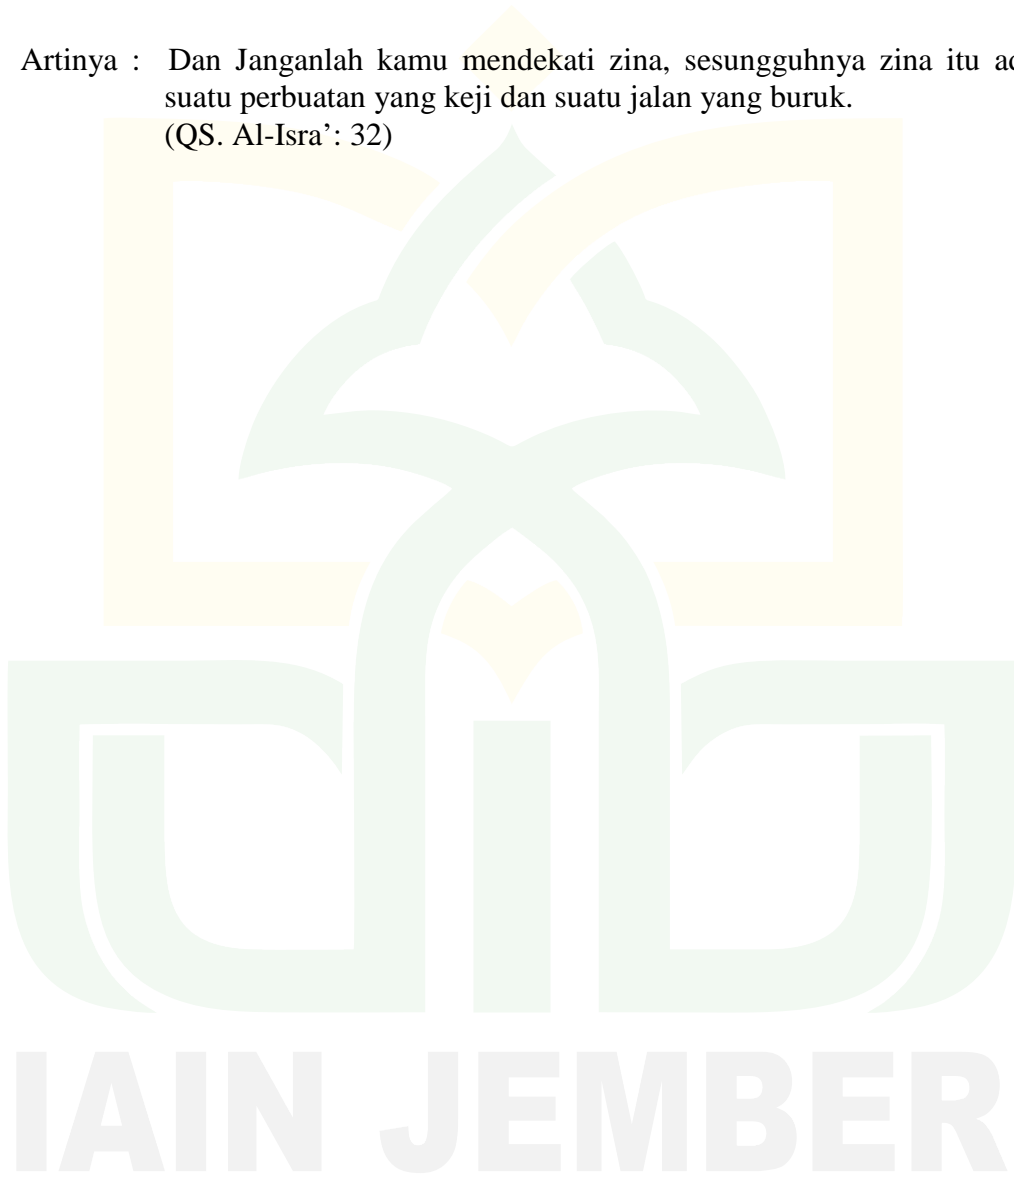 Artinya : Dan Janganlah kamu mendekati zina, sesungguhnya zina itu
suatu perbuatan yang keji dan suatu jalan yang buruk.
(QS. Al-Isra’: 32)
IAIN JEMBER